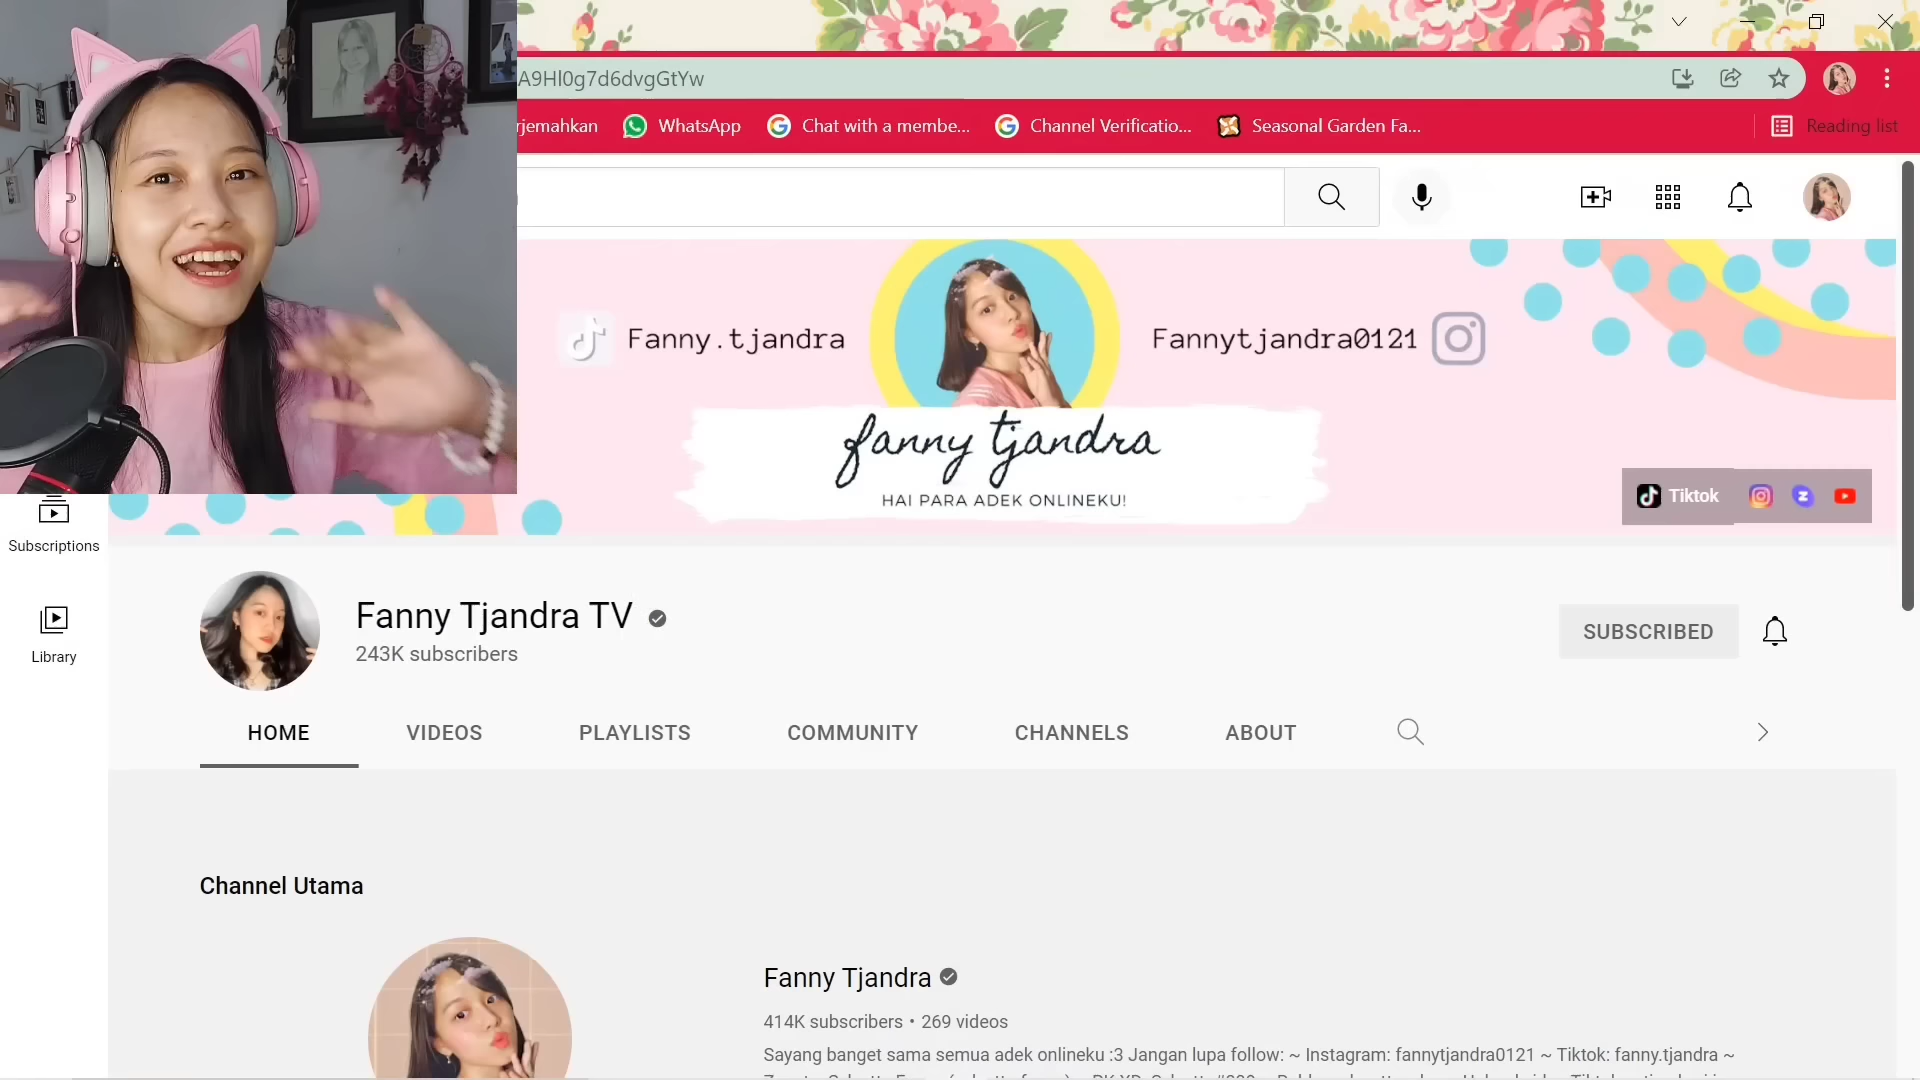 A9Hl0g7d6dvgGtYw
rjemahkan
WhatsApp
Chat with a membe...
Channel Verificatio...
Seasonal Garden Fa...
Reading list
Fanny.tjandra
Fannytjandra0121
fanny tjandra
HAI PARA ADEK ONLINEKU!
Tiktok
Subscriptions
Library
Fanny Tjandra TV
243K subscribers
SUBSCRIBED
HOME
VIDEOS
PLAYLISTS
COMMUNITY
CHANNELS
ABOUT
Channel Utama
Fanny Tjandra
414K subscribers • 269 videos
Sayang banget sama semua adek onlineku :3 Jangan lupa follow: ~ Instagram: fannytjandra0121 ~ Tiktok: fanny.tjandra ~